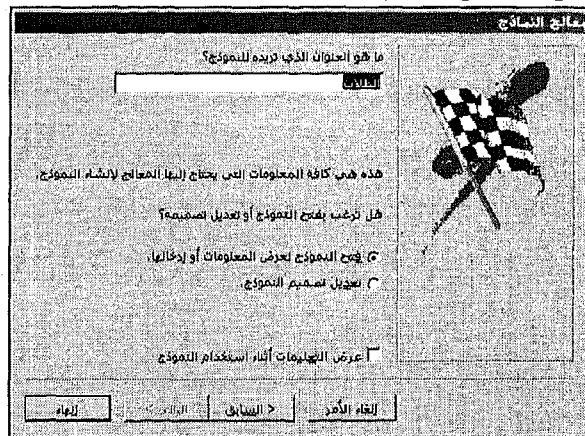 معالج النماذج
ما هو العنوان الذي تريده للنموذج؟
الطلاب
هذه هي كافة المعلومات التي يحتاج إليها المعالج لإنشاء النموذج.
هل ترغب بفتح النموذج أو تعديل تصميمه؟
فتح النموذج لعرض المعلومات أو إدخالها.
تعديل تصميم النموذج.
عرض التعليمات أثناء استخدام النموذج
إلغاء الأمر
< السابق
التالي >
إنهاء